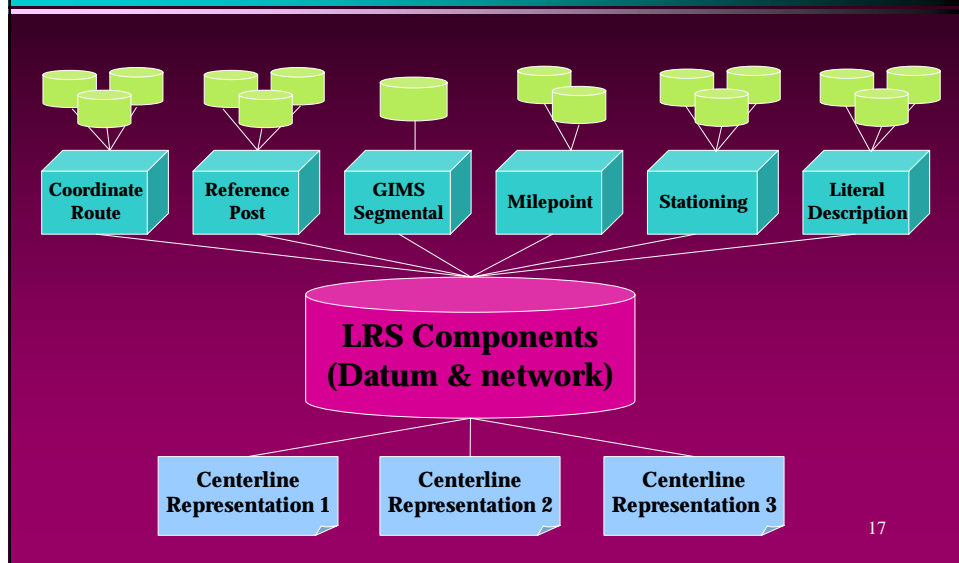 Coordinate
Route
Reference
Post
GIMS
Segmental
Milepoint
Stationing
Literal
Description
LRS Components
(Datum & network)
Centerline
Representation 1
Centerline
Representation 2
Centerline
Representation 3
17